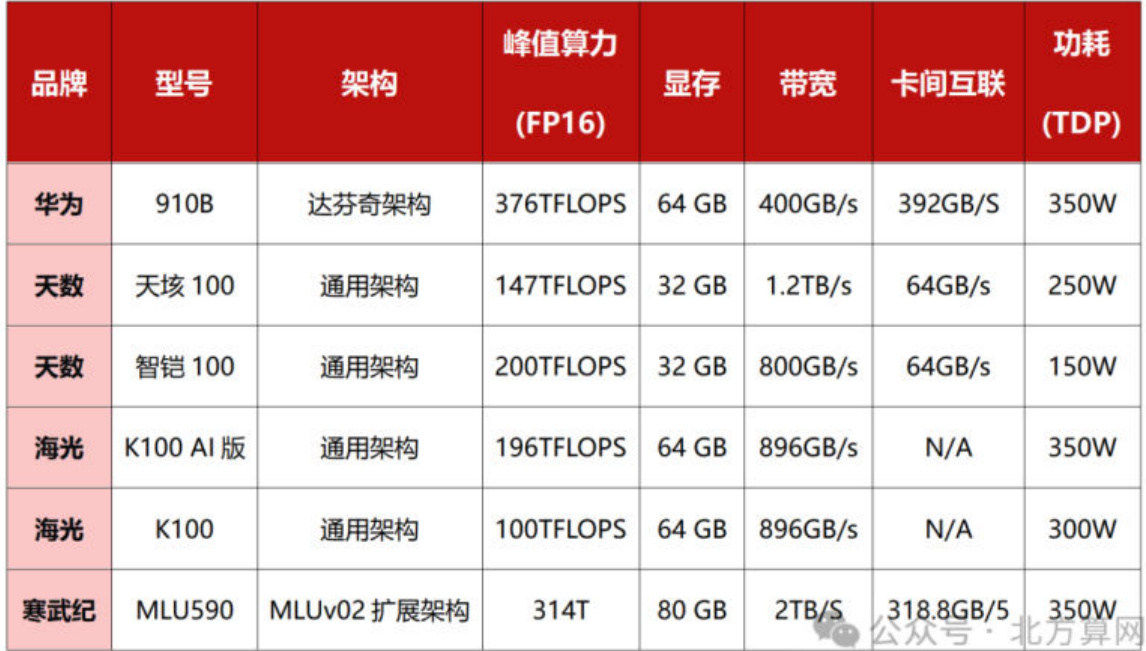 品牌 型号 架构 峰值算力 (FP16) 显存 带宽 卡间互联 功耗 (TDP)
华为 910B 达芬奇架构 376TFLOPS 64 GB 400GB/s 392GB/S 350W
天数 天垓 100 通用架构 147TFLOPS 32 GB 1.2TB/s 64GB/s 250W
天数 智铠 100 通用架构 200TFLOPS 32 GB 800GB/s 64GB/s 150W
海光 K100 AI 版 通用架构 196TFLOPS 64 GB 896GB/s N/A 350W
海光 K100 通用架构 100TFLOPS 64 GB 896GB/s N/A 300W
寒武纪 MLU590 MLUv02 扩展架构 314T 80 GB 2TB/S 318.8GB/5 350W
公众号 · 北方算网